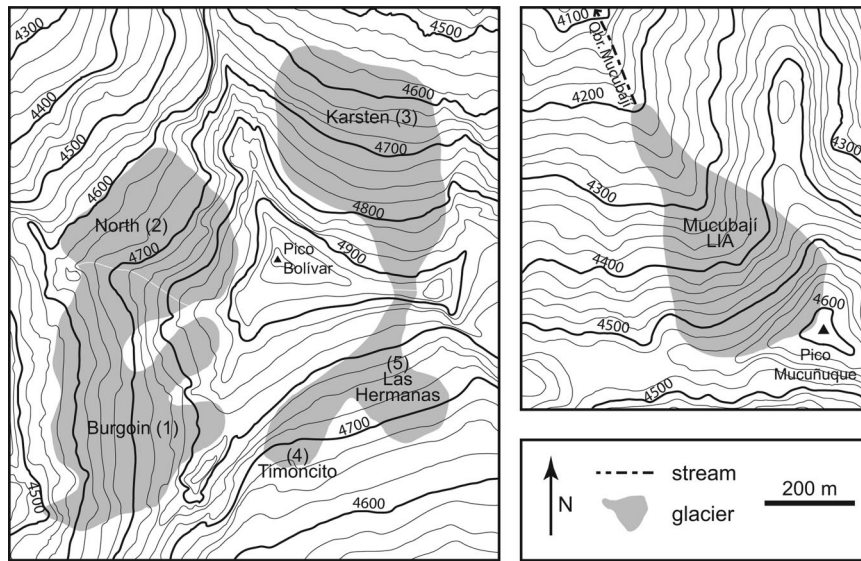 4300
4400
4500
4600
North (2)
4700
Burgoin (1)
4500
4500
4600
Karsten (3)
4700
4800
4900
Pico
Bolívar
(5)
Las
Hermanas
4700
(4)
Timoncito
4600
4100
Qbr. Mucubají
4200
4300
4300
Mucubají
LIA
4400
4500
4600
Pico
Mucuñuque
4500
N
stream
glacier
200 m